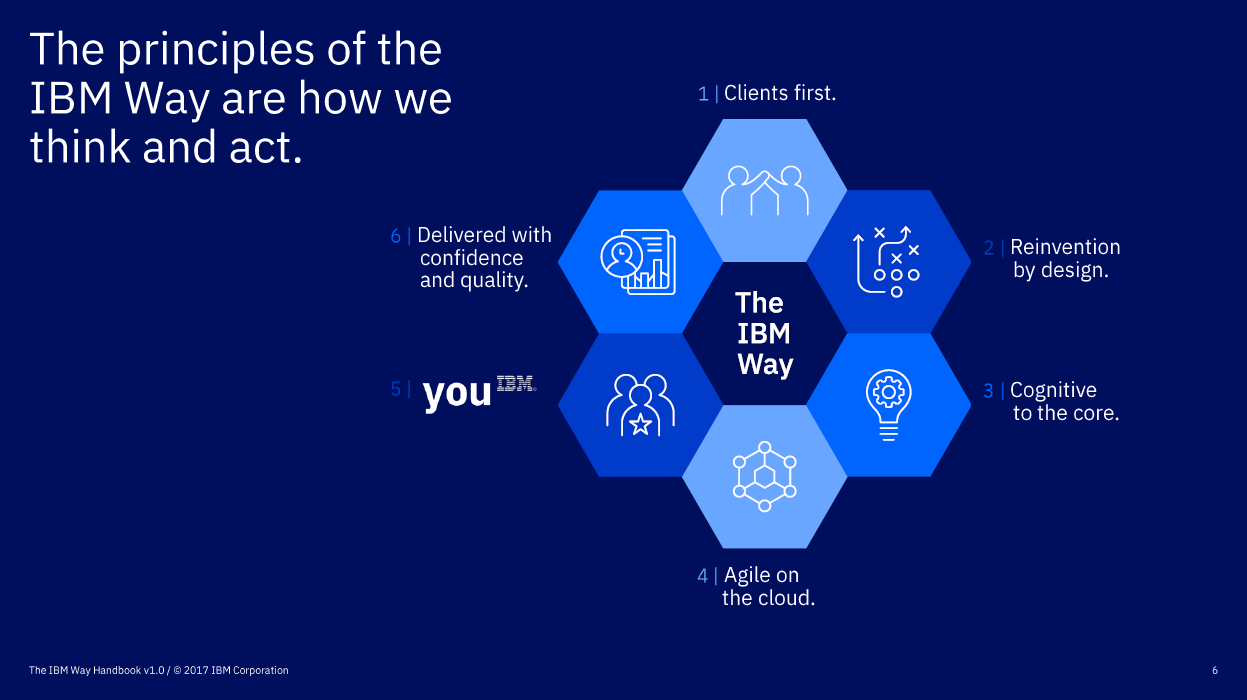 The principles of the
IBM Way are how we
think and act.
1 | Clients first.
2 | Reinvention
by design.
3 | Cognitive
to the core.
4 | Agile on
the cloud.
5 | you IBM®
6 | Delivered with
confidence
and quality.
The
IBM
Way
The IBM Way Handbook v1.0 / © 2017 IBM Corporation
6